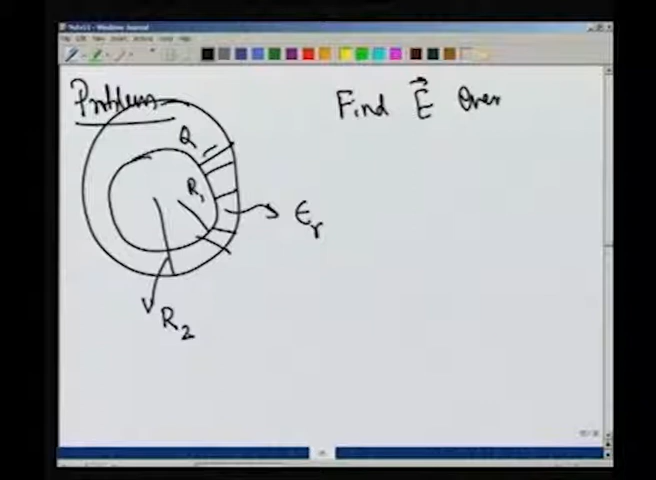 Problem
Find E⃗ Over
Q
R₁
ϵᵣ
R₂